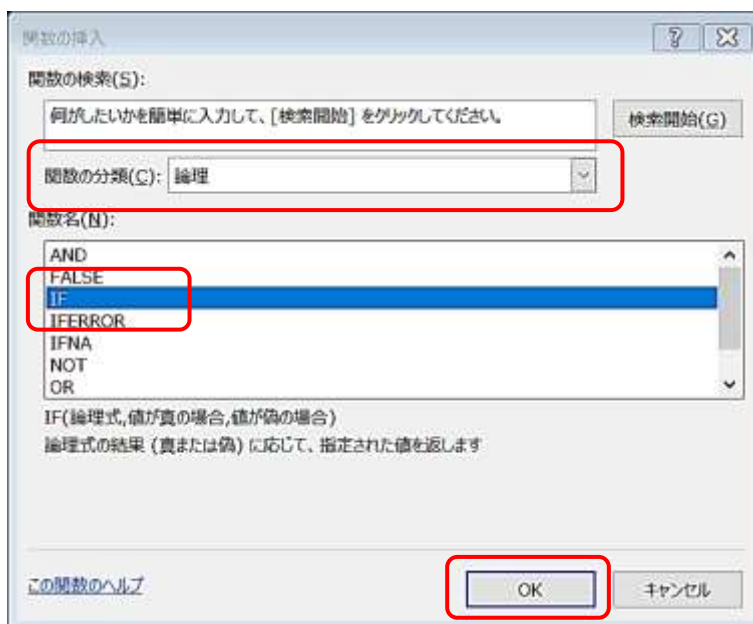 関数の挿入
関数の検索(S):
何がしたいかを簡単に入力して、[検索開始] をクリックしてください。
検索開始(G)
関数の分類(C): 論理
関数名(N):
AND
FALSE
IF
IFERROR
IFNA
NOT
OR
IF(論理式,値が真の場合,値が偽の場合)
論理式の結果 (真または偽) に応じて、指定された値を返します
この関数のヘルプ
OK
キャンセル